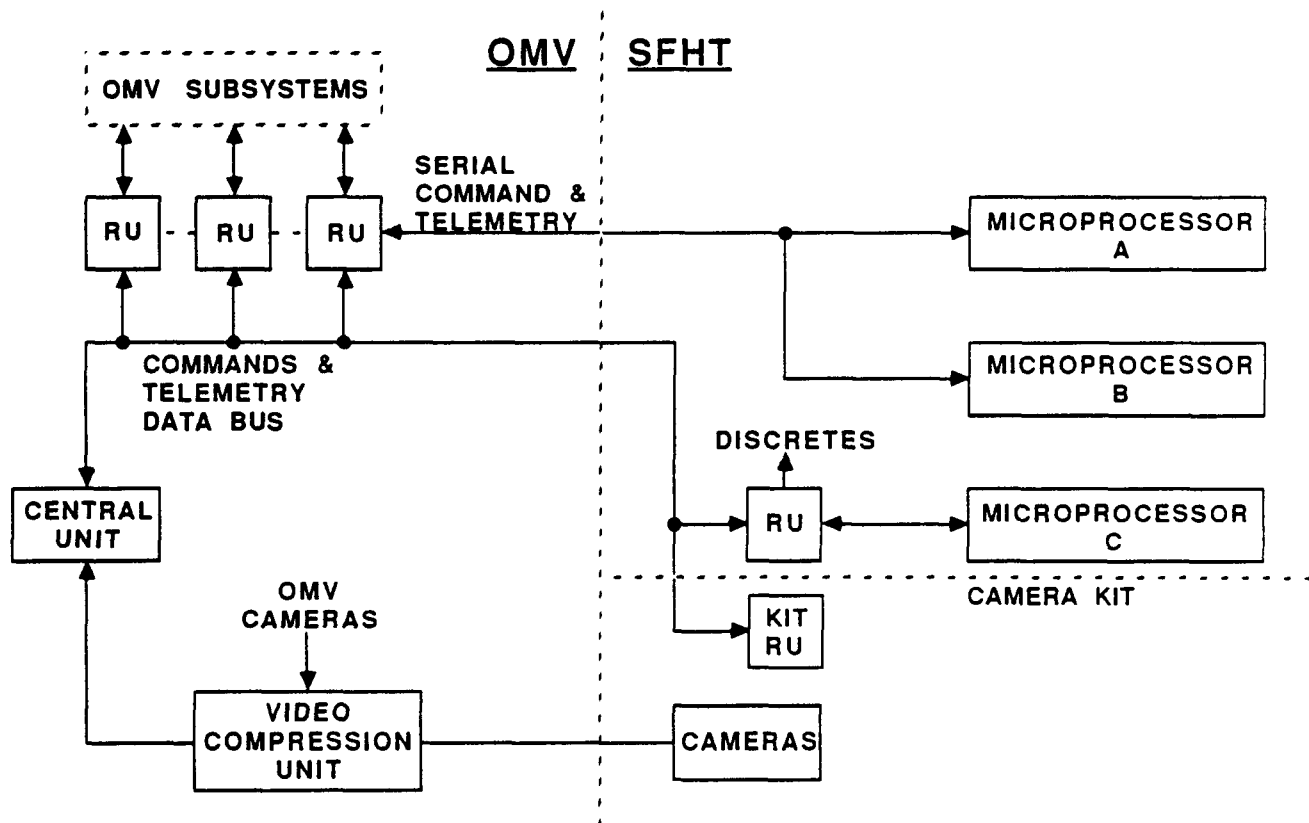 OMV
SFHT
OMV SUBSYSTEMS
RU
RU
RU
SERIAL
COMMAND &
TELEMETRY
MICROPROCESSOR
A
COMMANDS &
TELEMETRY
DATA BUS
MICROPROCESSOR
B
DISCRETES
CENTRAL
UNIT
RU
MICROPROCESSOR
C
CAMERA KIT
OMV
CAMERAS
KIT
RU
VIDEO
COMPRESSION
UNIT
CAMERAS